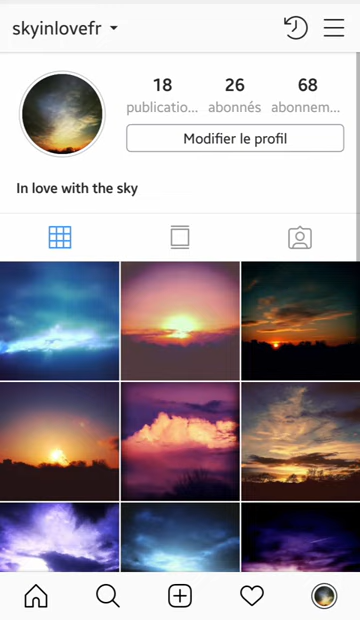 skyinlovefr
18 26 68
publicatio... abonnés abonnem...
Modifier le profil
In love with the sky